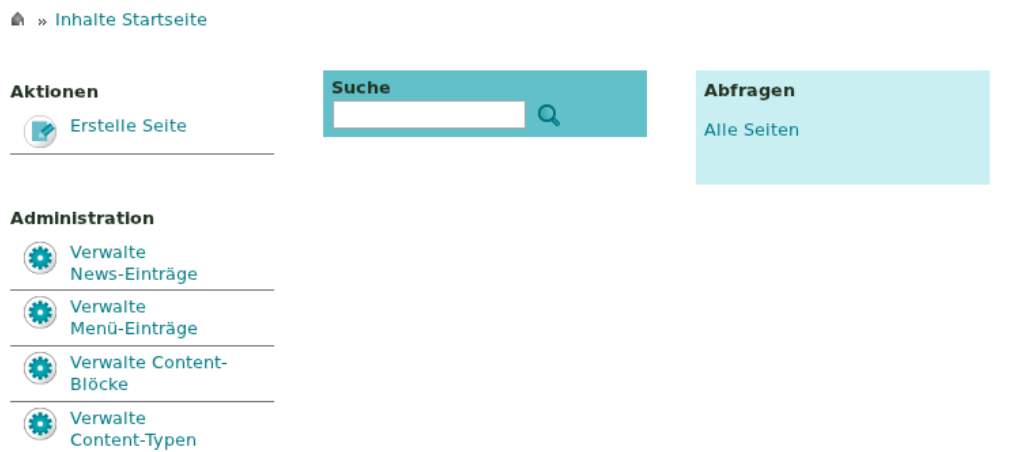 » Inhalte Startseite
Aktionen
Erstelle Seite
Administration
Verwalte
News-Einträge
Verwalte
Menü-Einträge
Verwalte Content-
Blöcke
Verwalte
Content-Typen
Suche
Abfragen
Alle Seiten